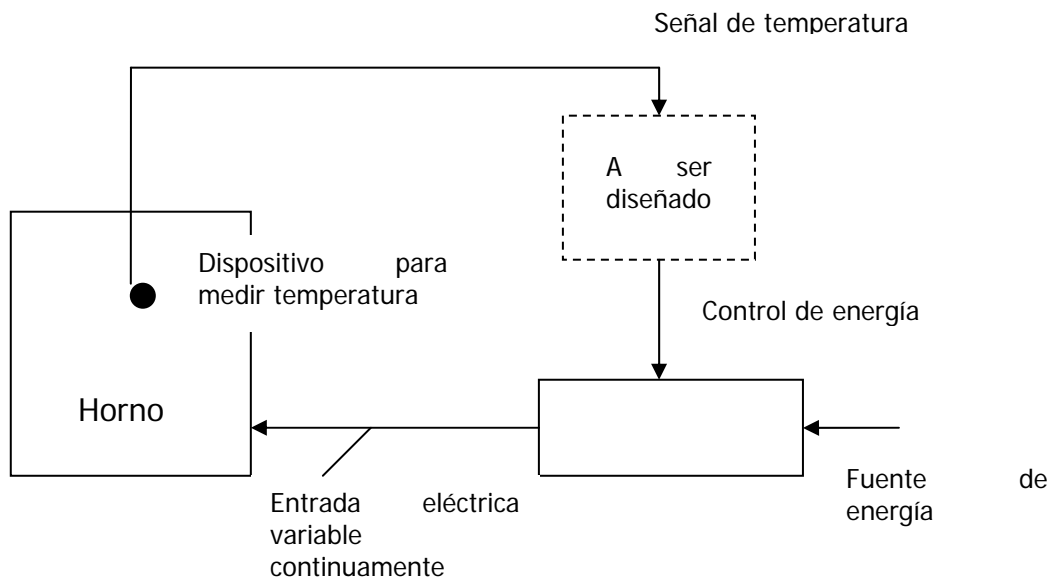 Señal de temperatura
A ser
diseñado
Dispositivo para
medir temperatura
Control de energía
Horno
Entrada eléctrica
variable
continuamente
Fuente de
energía